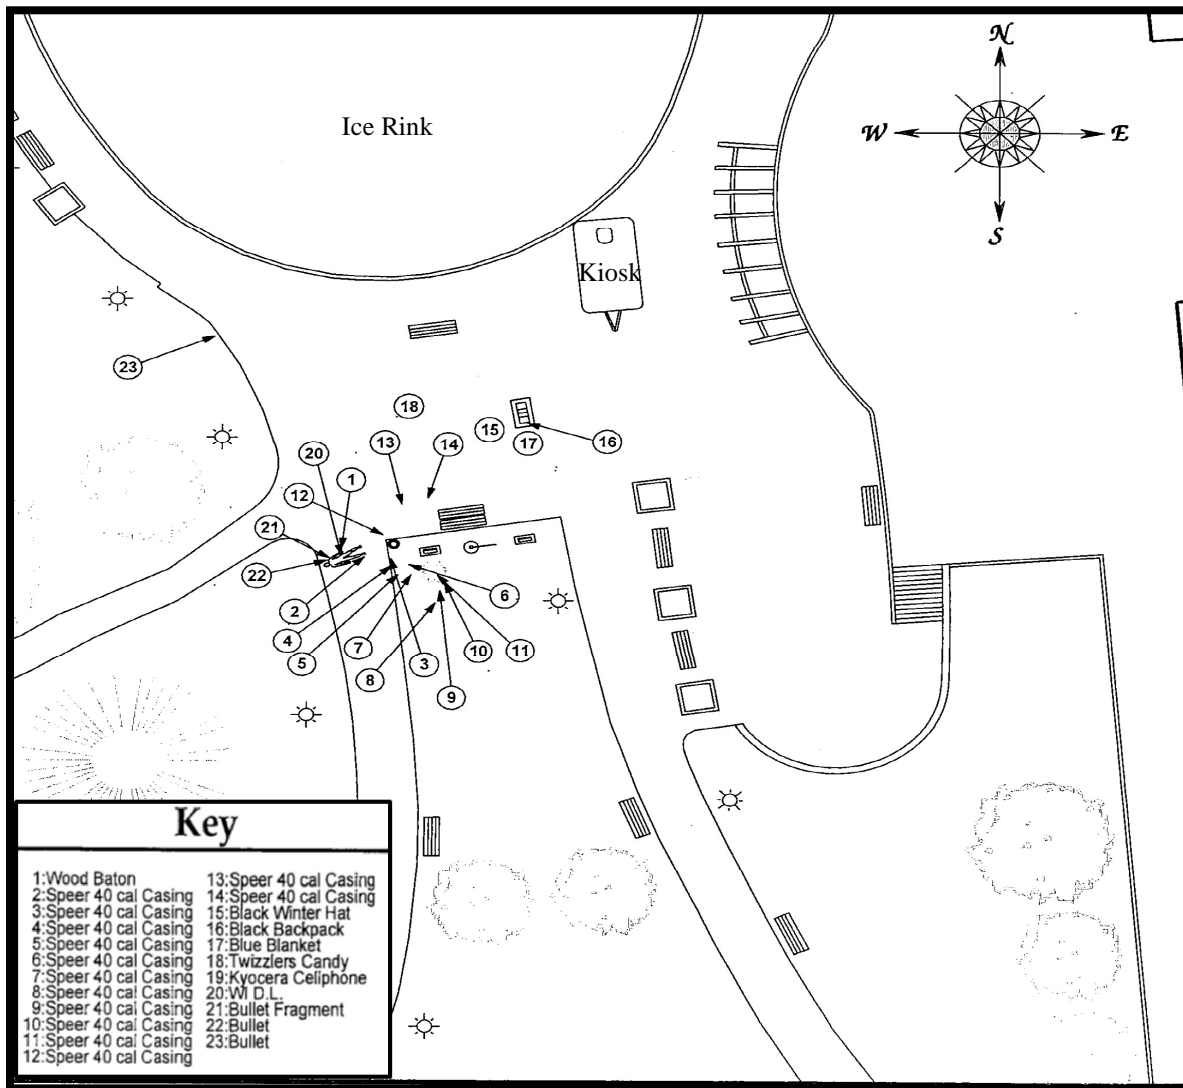 N
Ice Rink
W E
S
Kiosk
23
18
15
13 14 17 16
20
1
12
21
22
2 6
4
7 10 11
5 3
8
9
Key
1:Wood Baton
2:Speer 40 cal Casing
3:Speer 40 cal Casing
4:Speer 40 cal Casing
5:Speer 40 cal Casing
6:Speer 40 cal Casing
7:Speer 40 cal Casing
8:Speer 40 cal Casing
9:Speer 40 cal Casing
10:Speer 40 cal Casing
11:Speer 40 cal Casing
12:Speer 40 cal Casing
13:Speer 40 cal Casing
14:Speer 40 cal Casing
15:Black Winter Hat
16:Black Backpack
17:Blue Blanket
18:Twizzlers Candy
19:Kyocera Cellphone
20:WI D.L.
21:Bullet Fragment
22:Bullet
23:Bullet